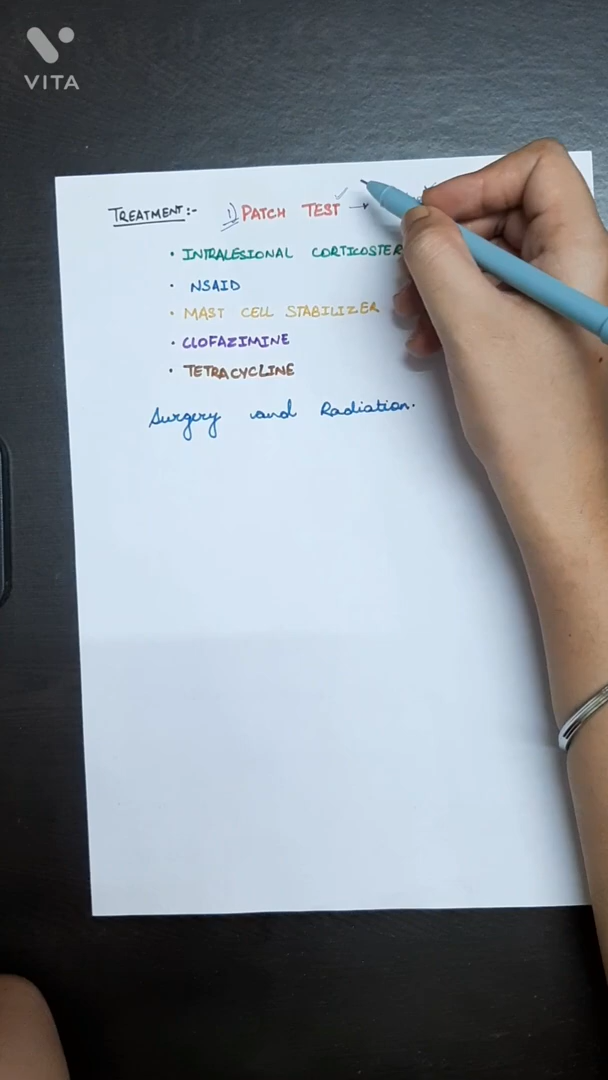 VITA
TREATMENT:- 1) PATCH TEST →
• INTRALESIONAL CORTICOSTER
• NSAID
• MAST CELL STABILIZER
• CLOFAZIMINE
• TETRACYCLINE
Surgery and Radiation.